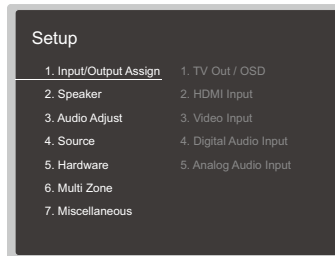 Setup
1. Input/Output Assign
2. Speaker
3. Audio Adjust
4. Source
5. Hardware
6. Multi Zone
7. Miscellaneous
1. TV Out / OSD
2. HDMI Input
3. Video Input
4. Digital Audio Input
5. Analog Audio Input